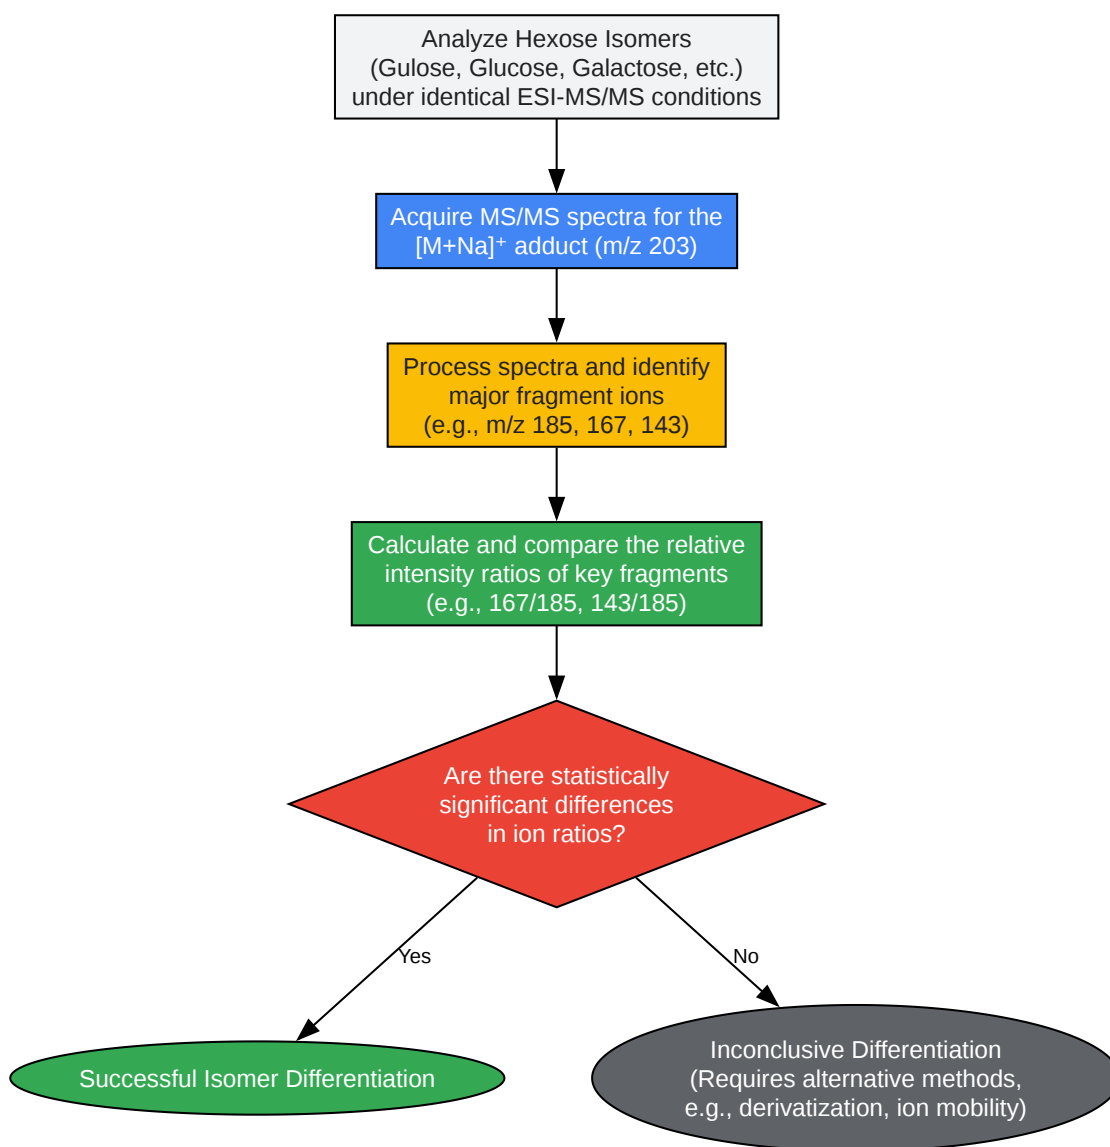 Analyze Hexose Isomers
(Gulose, Glucose, Galactose, etc.)
under identical ESI-MS/MS conditions
Acquire MS/MS spectra for the
[M+Na]⁺ adduct (m/z 203)
Process spectra and identify
major fragment ions
(e.g., m/z 185, 167, 143)
Calculate and compare the relative
intensity ratios of key fragments
(e.g., 167/185, 143/185)
Are there statistically
significant differences
in ion ratios?
Yes
No
Successful Isomer Differentiation
Inconclusive Differentiation
(Requires alternative methods,
e.g., derivatization, ion mobility)